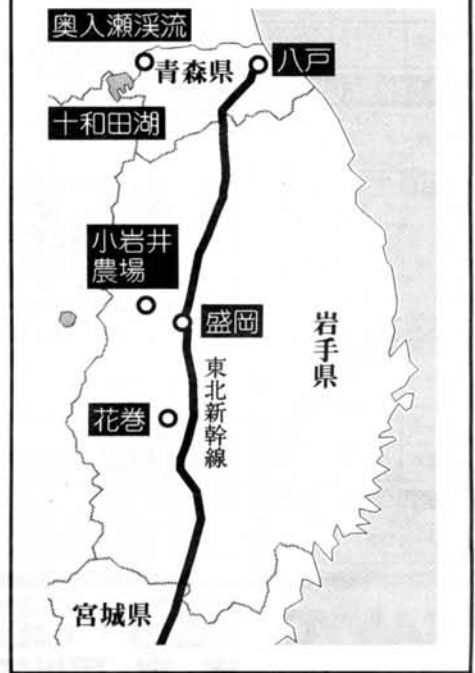 奥入瀬渓流
青森県
八戸
十和田湖
小岩井
農場
盛岡
岩手県
東北新幹線
花巻
宮城県